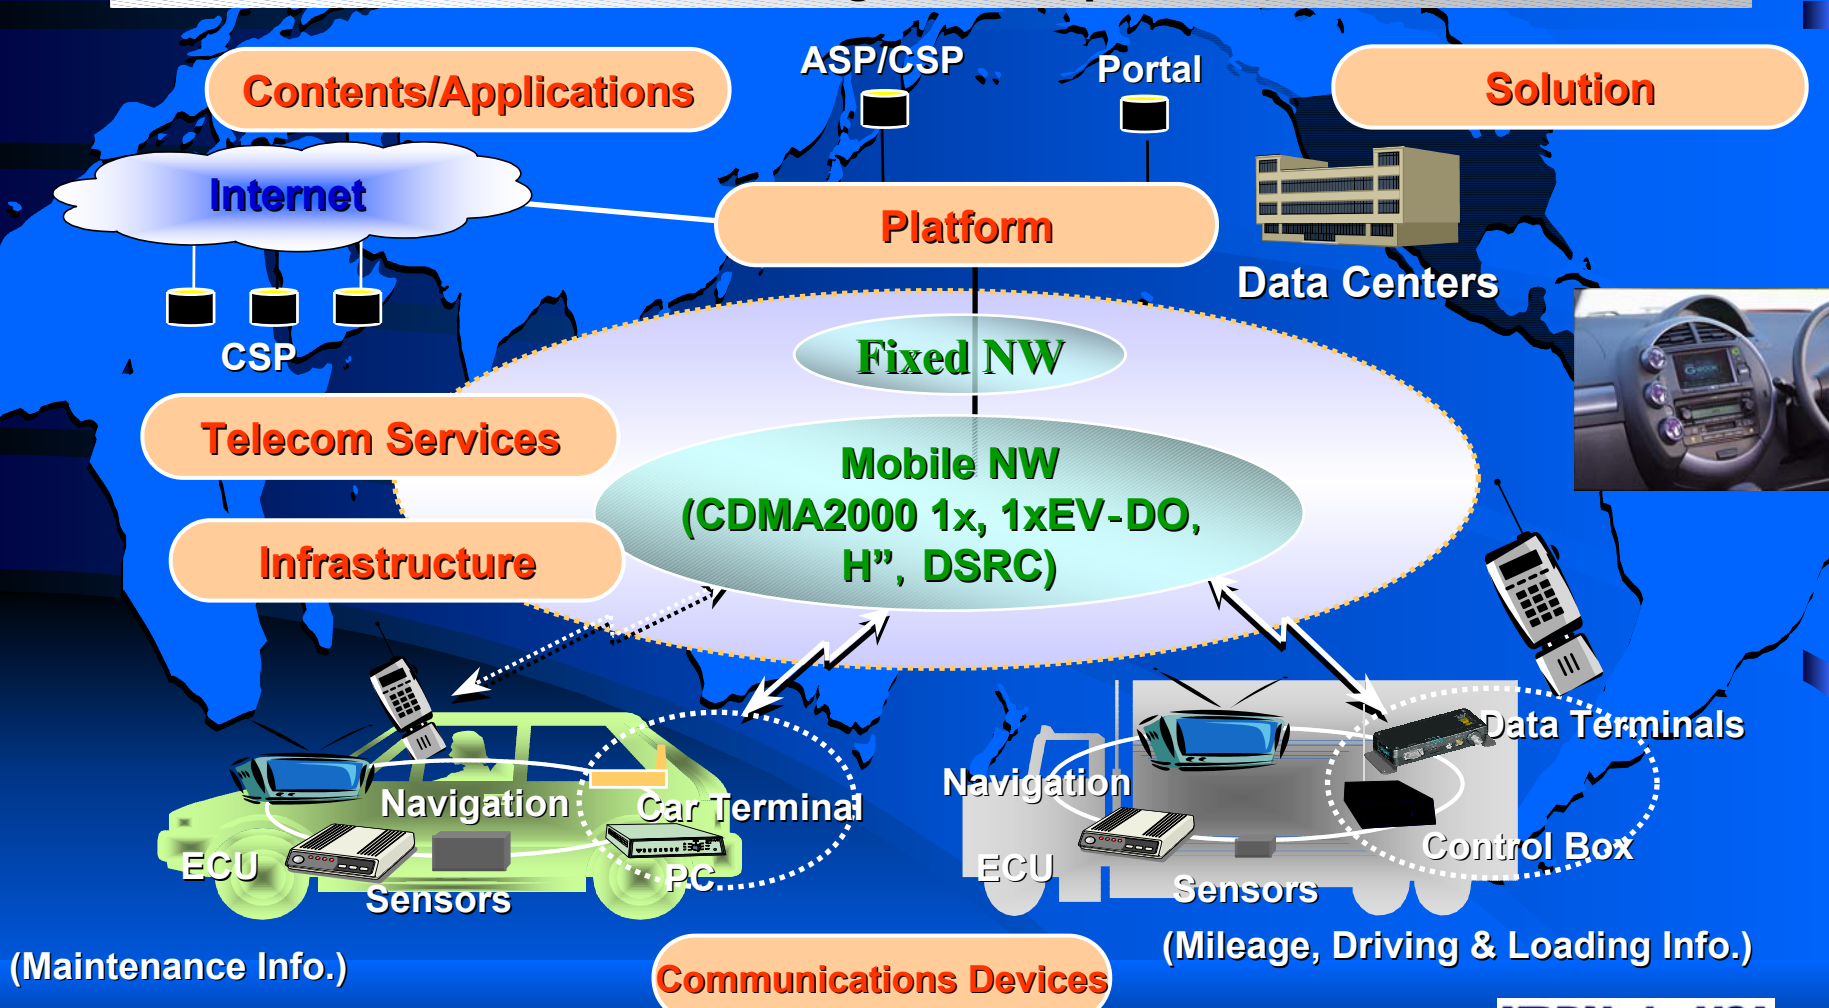 ASP/CSP
Portal
Contents/Applications
Solution
Internet
Platform
Data Centers
CSP
Fixed NW
Telecom Services
Mobile NW
(CDMA2000 1x, 1xEV-DO,
H”, DSRC)
Infrastructure
Data Terminals
Navigation
Navigation
Car Terminal
Control Box
ECU
PC
ECU
Sensors
Sensors
(Mileage, Driving & Loading Info.)
(Maintenance Info.)
Communications Devices